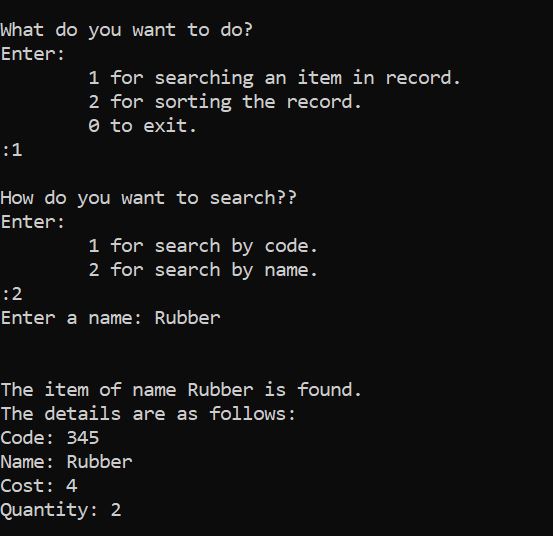 What do you want to do?
Enter:
1 for searching an item in record.
2 for sorting the record.
0 to exit.
:1
How do you want to search??
Enter:
1 for search by code.
2 for search by name.
:2
Enter a name: Rubber
The item of name Rubber is found.
The details are as follows:
Code: 345
Name: Rubber
Cost: 4
Quantity: 2